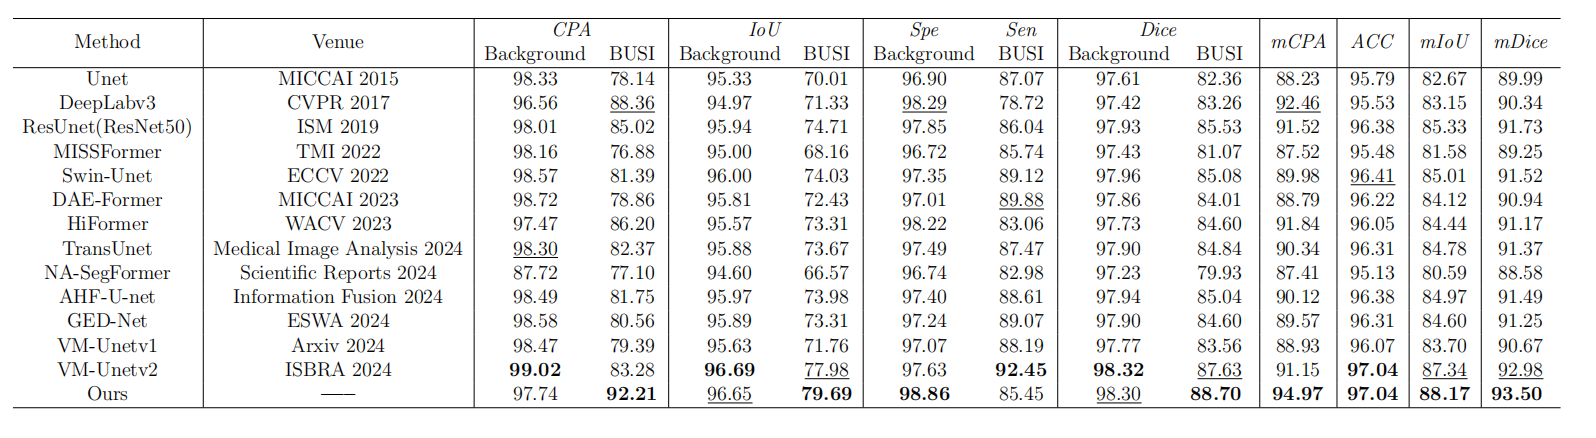 Method Venue CPA IoU Spe Sen Dice mCPA ACC mIoU mDice
Background BUSI Background BUSI Background BUSI Background BUSI
Unet MICCAI 2015 98.33 78.14 95.33 70.01 96.90 87.07 97.61 82.36 88.23 95.79 82.67 89.99
DeepLabv3 CVPR 2017 96.56 88.36 94.97 71.33 98.29 78.72 97.42 83.26 92.46 95.53 83.15 90.34
ResUnet(ResNet50) ISM 2019 98.01 85.02 95.94 74.71 97.85 86.04 97.93 85.53 91.52 96.38 85.33 91.73
MISSFormer TMI 2022 98.16 76.88 95.00 68.16 96.72 85.74 97.43 81.07 87.52 95.48 81.58 89.25
Swin-Unet ECCV 2022 98.57 81.39 96.00 74.03 97.35 89.12 97.96 85.08 89.98 96.41 85.01 91.52
DAE-Former MICCAI 2023 98.72 78.86 95.81 72.43 97.01 89.88 97.86 84.01 88.79 96.22 84.12 90.94
HiFormer WACV 2023 97.47 86.20 95.57 73.31 98.22 83.06 97.73 84.60 91.84 96.05 84.44 91.17
TransUnet Medical Image Analysis 2024 98.30 82.37 95.88 73.67 97.49 87.47 97.90 84.84 90.34 96.31 84.78 91.37
NA-SegFormer Scientific Reports 2024 87.72 77.10 94.60 66.57 96.74 82.98 97.23 79.93 87.41 95.13 80.59 88.58
AHF-U-net Information Fusion 2024 98.49 81.75 95.97 73.98 97.40 88.61 97.94 85.04 90.12 96.38 84.97 91.49
GED-Net ESWA 2024 98.58 80.56 95.89 73.31 97.24 89.07 97.90 84.60 89.57 96.31 84.60 91.25
VM-Unetv1 Arxiv 2024 98.47 79.39 95.63 71.76 97.07 88.19 97.77 83.56 88.93 96.07 83.70 90.67
VM-Unetv2 ISBRA 2024 99.02 83.28 96.69 77.98 97.63 92.45 98.32 87.63 91.15 97.04 87.34 92.98
Ours —– 97.74 92.21 96.65 79.69 98.86 85.45 98.30 88.70 94.97 97.04 88.17 93.50